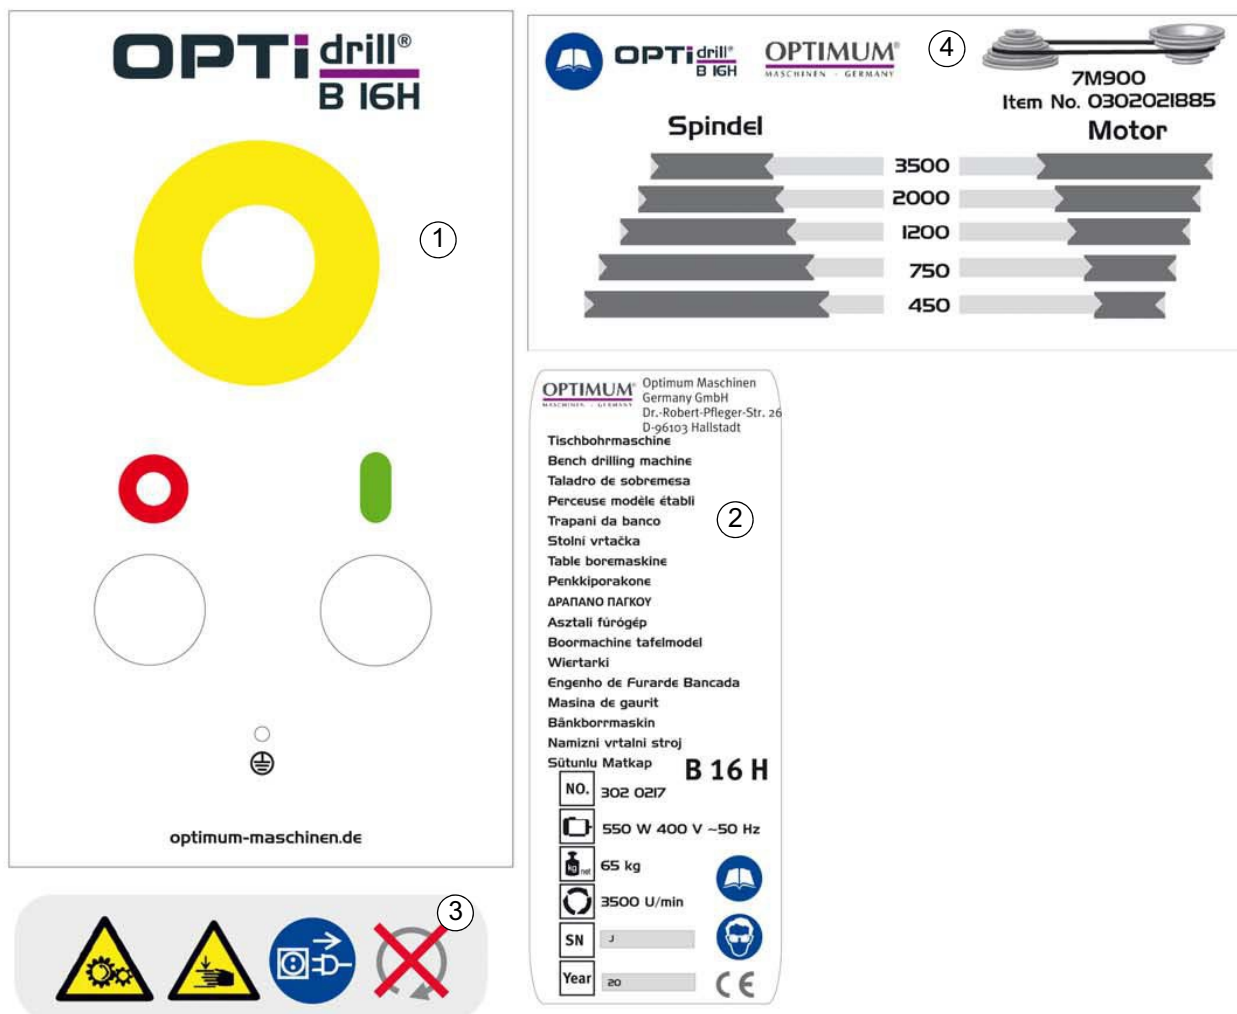 OPTi drill®
B 16H
1
optimum-maschinen.de
3
OPTi drill®
B 16H
OPTIMUM®
MASCHINEN - GERMANY
4
7M900
Item No. 0302021885
Spindel
Motor
3500
2000
1200
750
450
OPTIMUM®
MASCHINEN - GERMANY
Optimum Maschinen
Germany GmbH
Dr.-Robert-Pfleger-Str. 26
D-96103 Hallstadt
Tischbohrmaschine
Bench drilling machine
Taladro de sobremesa
Perceuse modèle établi
Trapani da banco
2
Stolní vrtačka
Table boremaskine
Penkkiporakone
ΔΡΑΠΑΝΟ ΠΑΓΚΟΥ
Asztali fúrógép
Boormachine tafelmodel
Wiertarki
Engenho de Furarde Bancada
Masina de gaurit
Bänkborrmaskin
Namizni vrtalni stroj
Sütunlu Matkap
B 16 H
NO. 302 0217
550 W 400 V ~50 Hz
kg net 65 kg
3500 U/min
SN J
Year 20
CE